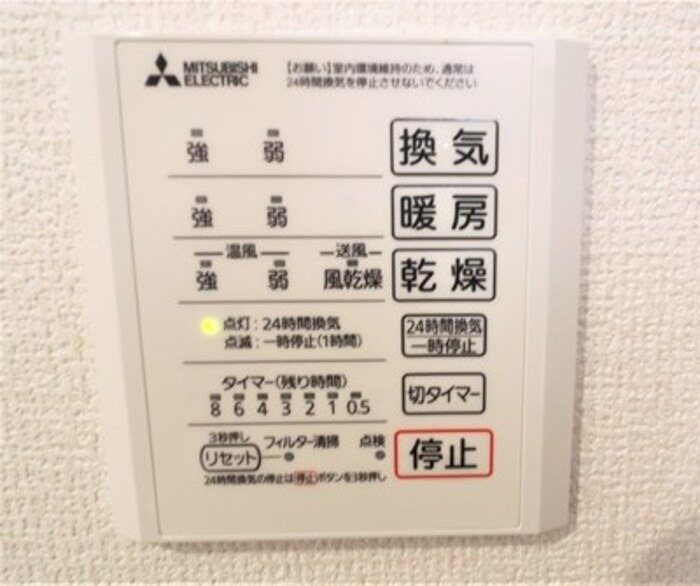 MITSUBISHI
ELECTRIC
【お願い】室内環境維持のため、通常は
24時間換気を停止させないでください
強 弱 換気
強 弱 暖房
温風 送風
強 弱 風乾燥 乾燥
点灯：24時間換気
点滅：一時停止(1時間)
24時間換気
一時停止
タイマー(残り時間)
8 6 4 3 2 1 0.5
切タイマー
3秒押し
リセット フィルター清掃 点検
停止
24時間換気の停止は停止ボタンを3秒押し